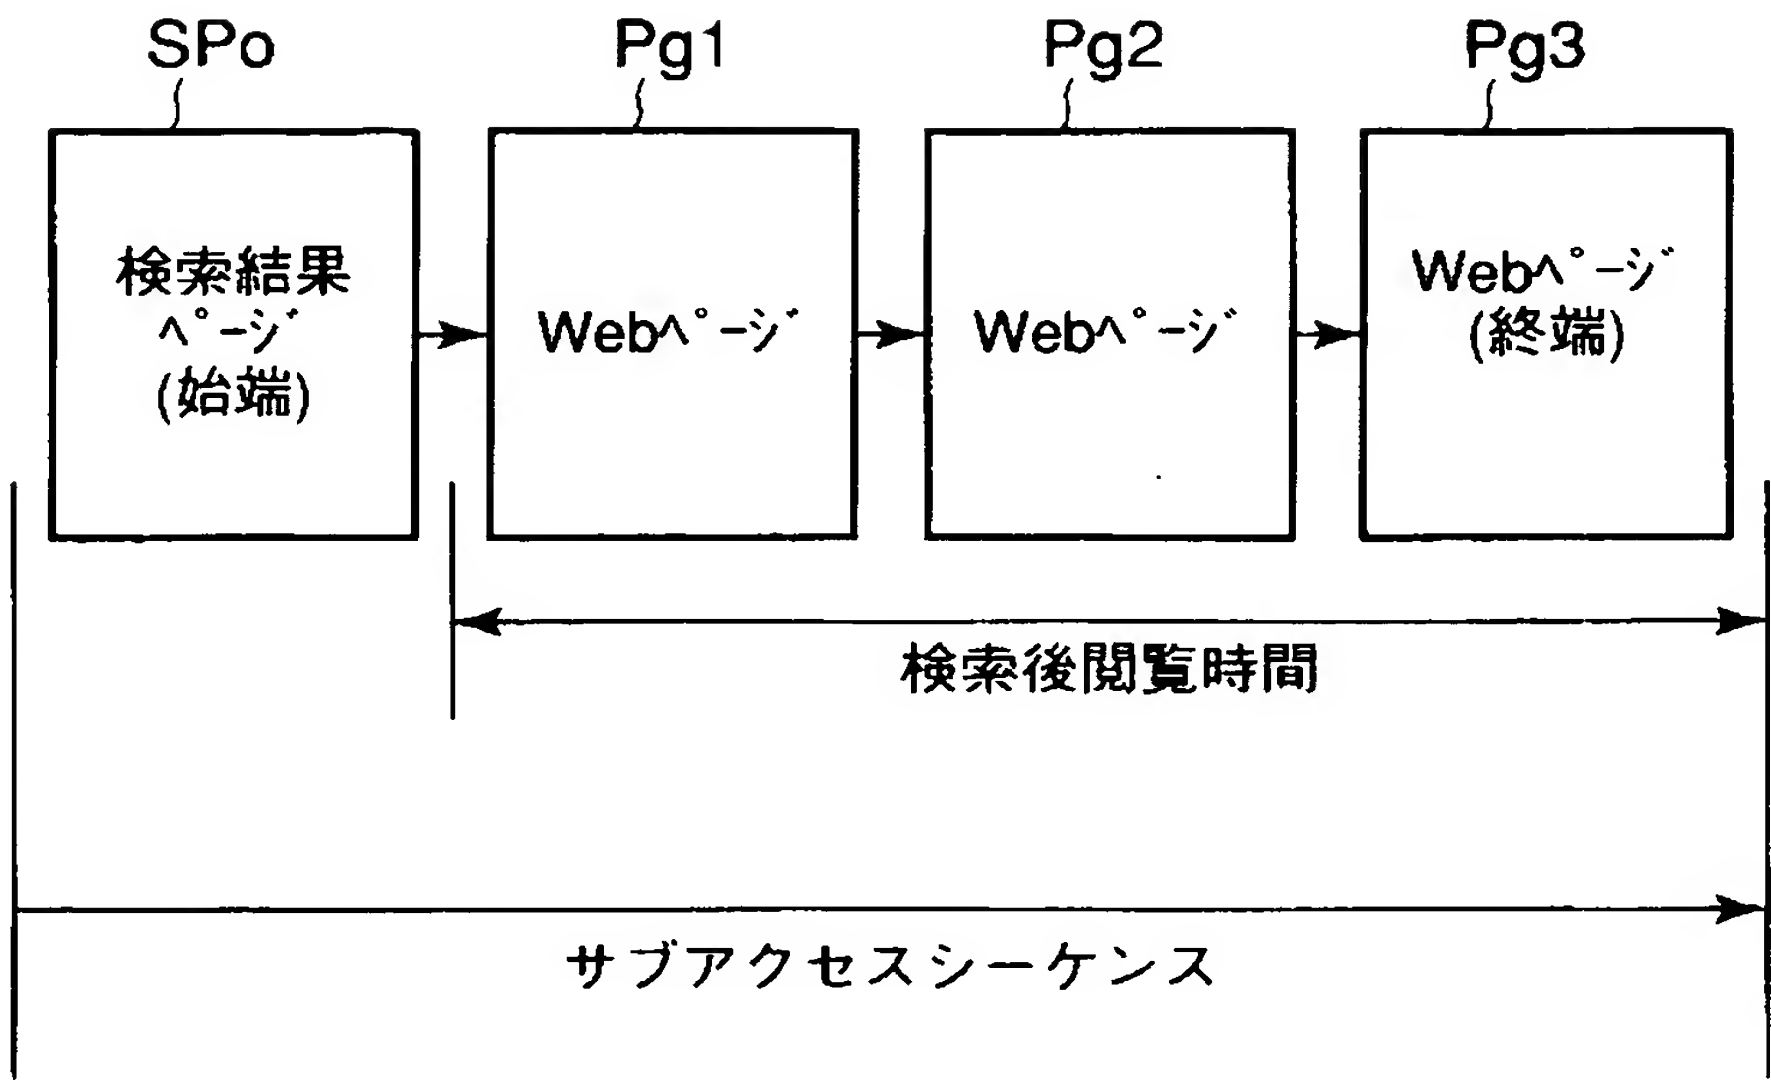 SPo
Pg1
Pg2
Pg3
検索結果
ページ
(始端)
Webページ
Webページ
Webページ
(終端)
検索後閲覧時間
サブアクセスシーケンス